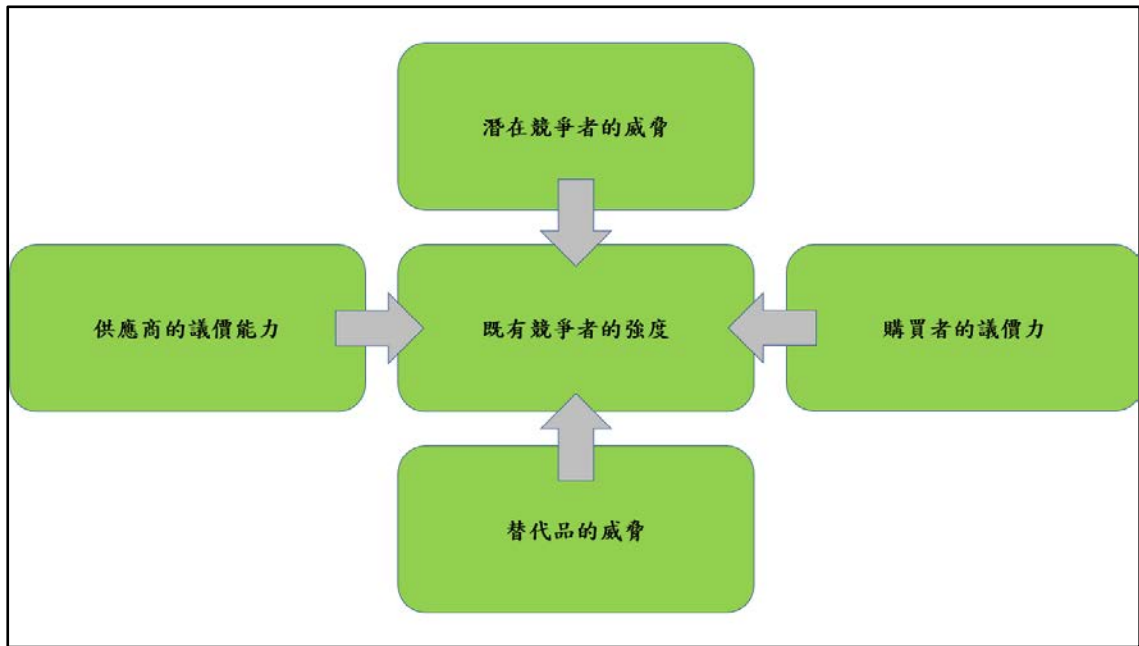 潛在競爭者的威脅
供應商的議價能力
既有競爭者的強度
購買者的議價力
替代品的威脅